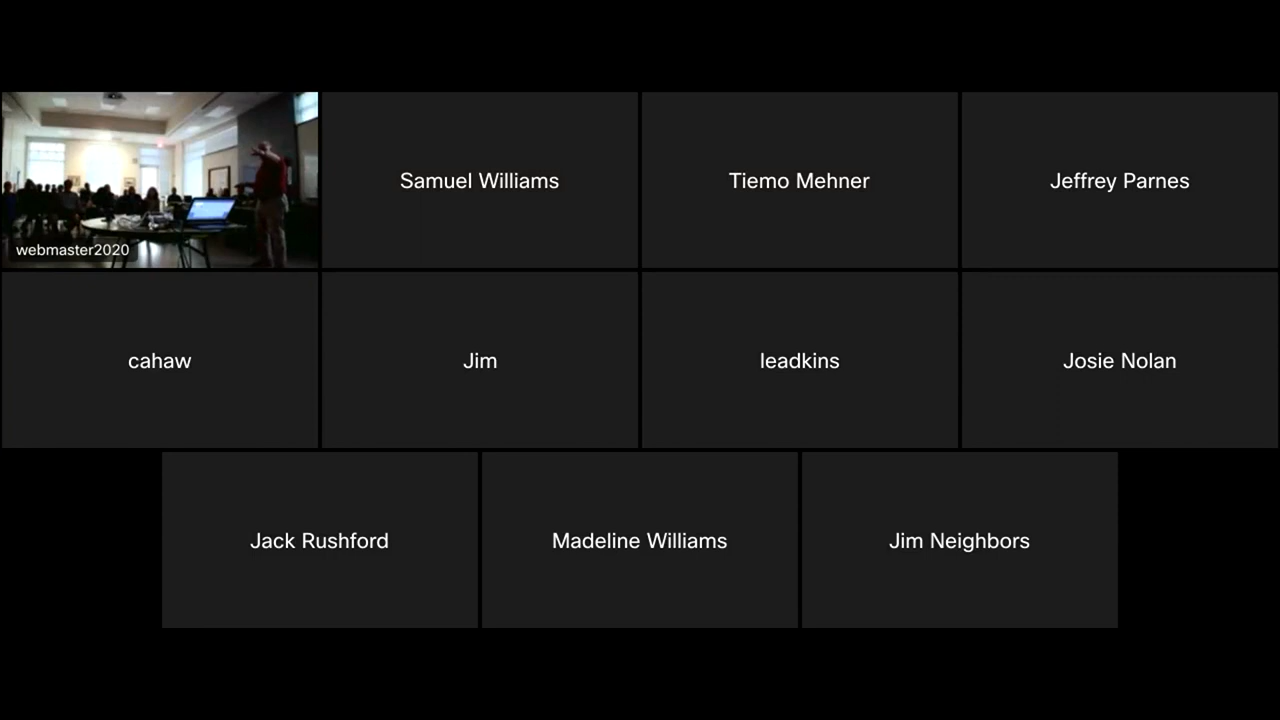 webmaster2020
Samuel Williams
Tiemo Mehner
Jeffrey Parnes
cahaw
Jim
leadkins
Josie Nolan
Jack Rushford
Madeline Williams
Jim Neighbors